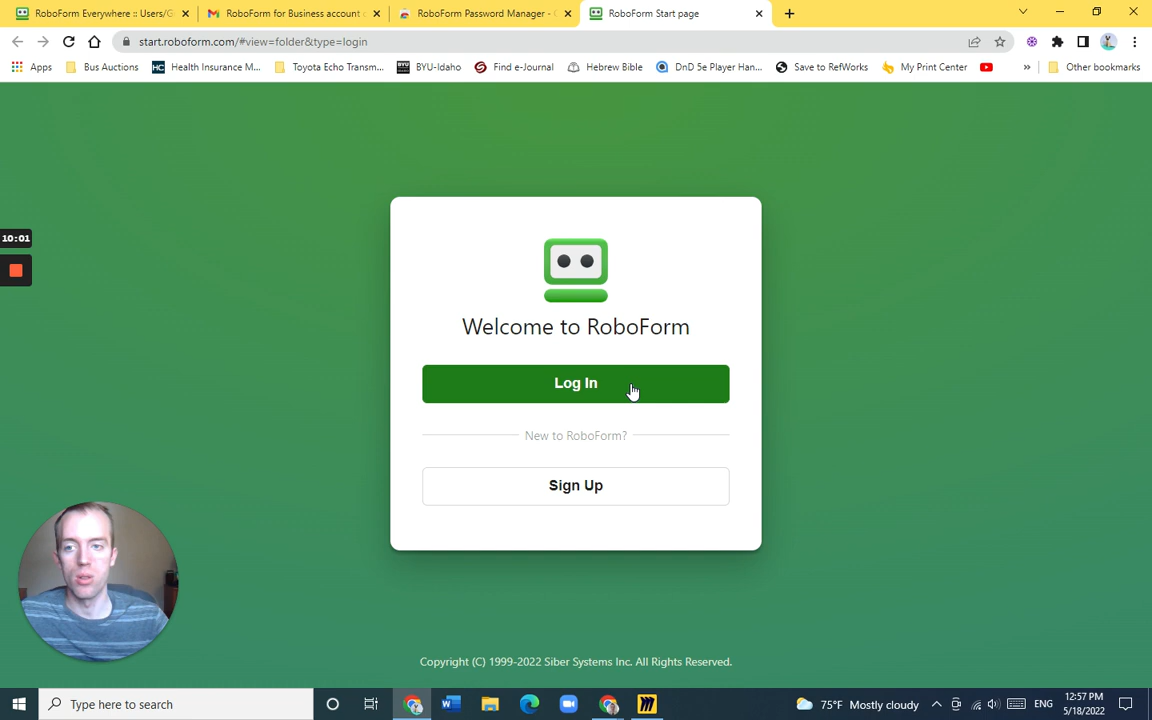 RoboForm Everywhere :: Users/G
RoboForm for Business account c
RoboForm Password Manager - C
RoboForm Start page
start.roboform.com/#view=folder&type=login
Apps
Bus Auctions
HC
Health Insurance M...
Toyota Echo Transm...
BYU
BYU-Idaho
Find e-Journal
Hebrew Bible
DnD 5e Player Han...
Save to RefWorks
My Print Center
»
Other bookmarks
10:01
Welcome to RoboForm
Log In
New to RoboForm?
Sign Up
Copyright (C) 1999-2022 Siber Systems Inc. All Rights Reserved.
Type here to search
75°F Mostly cloudy
ENG
12:57 PM
5/18/2022